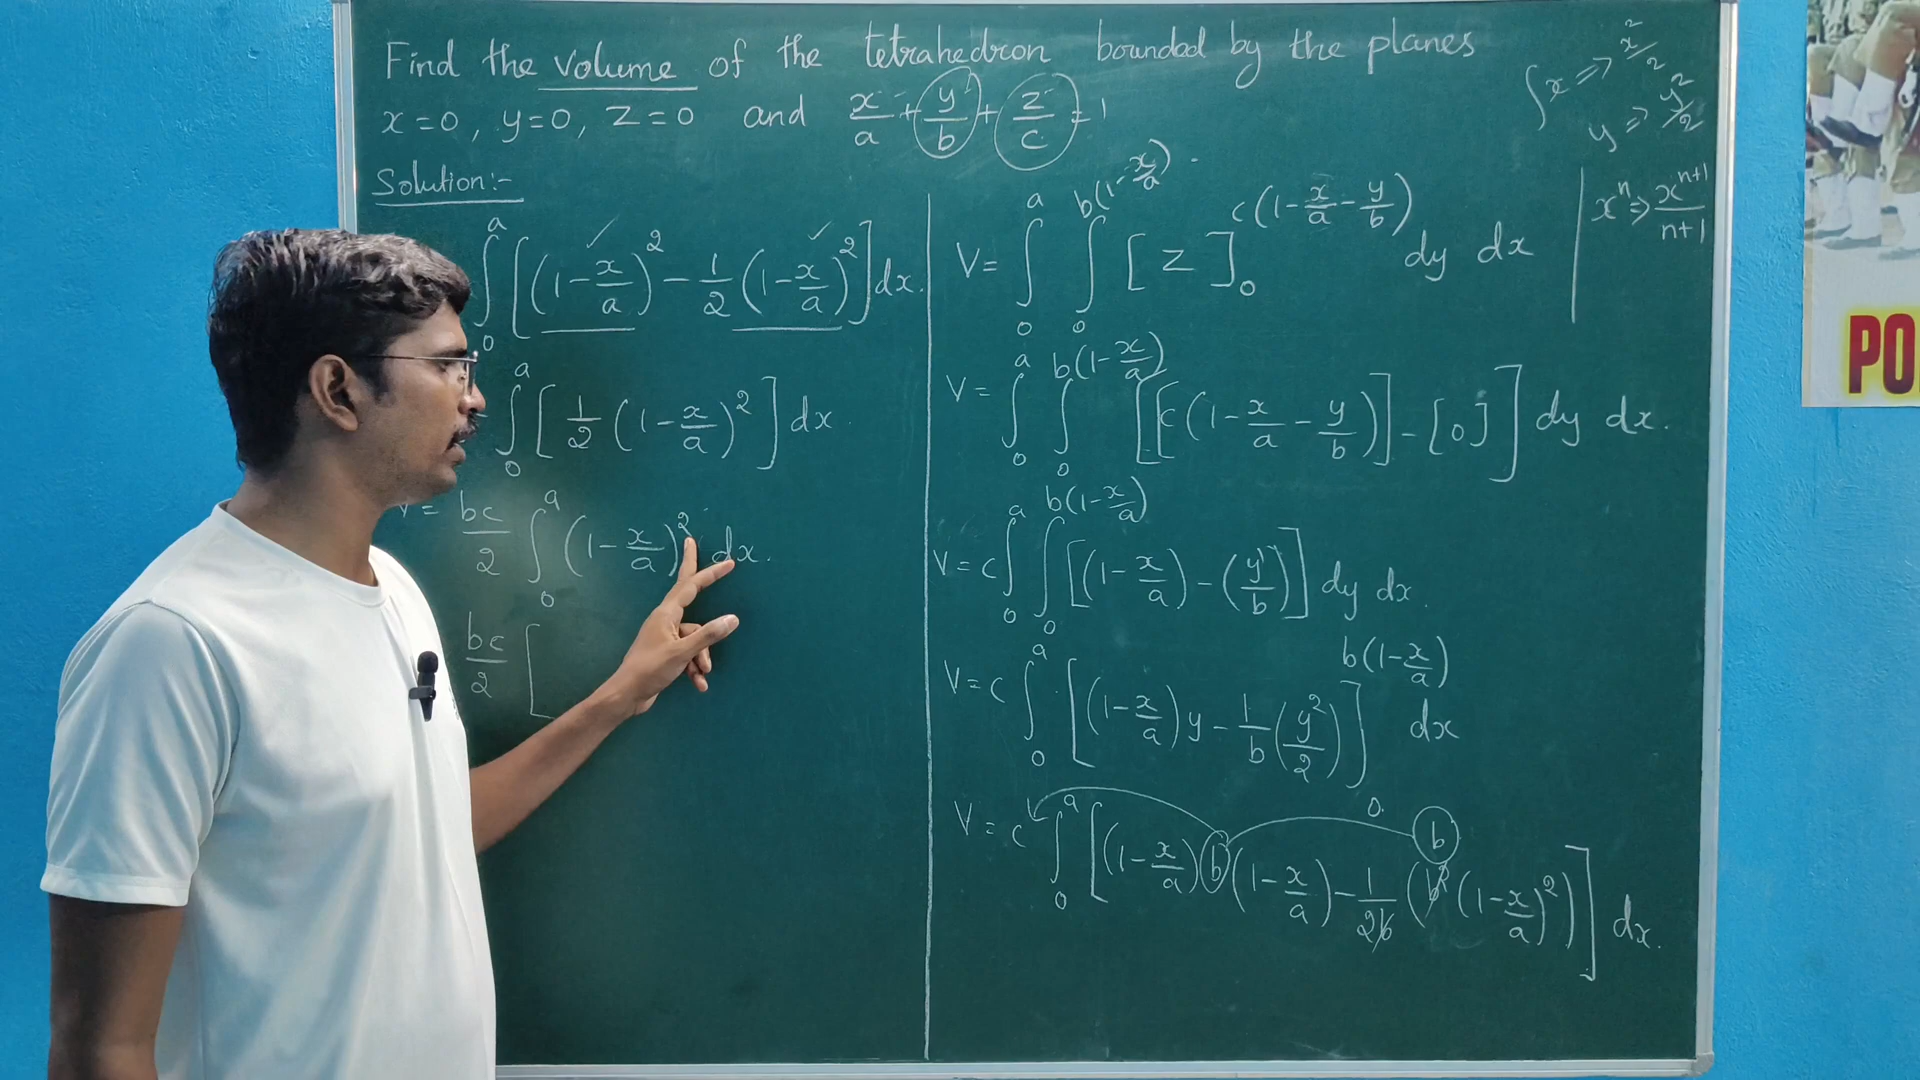 Find the volume of the tetrahedron bounded by the planes
x=0, y=0, z=0 and x/a + y/b + z/c = 1
Solution:-
∫₀ᵃ [(1-x/a)² - 1/2 (1-x/a)²] dx.
= ∫₀ᵃ [1/2 (1-x/a)²] dx.
V = bc/2 ∫₀ᵃ (1-x/a)² dx.
bc/2 [
V = ∫₀ᵃ ∫₀^{b(1-x/a)} [z]₀^{c(1-x/a-y/b)} dy dx
V = ∫₀ᵃ ∫₀^{b(1-x/a)} [[c(1-x/a-y/b)] - [0]] dy dx.
V = c ∫₀ᵃ ∫₀^{b(1-x/a)} [(1-x/a) - (y/b)] dy dx.
V = c ∫₀ᵃ [(1-x/a)y - 1/b (y²/2)]₀^{b(1-x/a)} dx
V = c ∫₀ᵃ [(1-x/a) b (1-x/a) - 1/2b (b² (1-x/a)²)] dx.
b
∫x => x²/2
y => y²/2
xⁿ => xⁿ⁺¹/n+1
PO